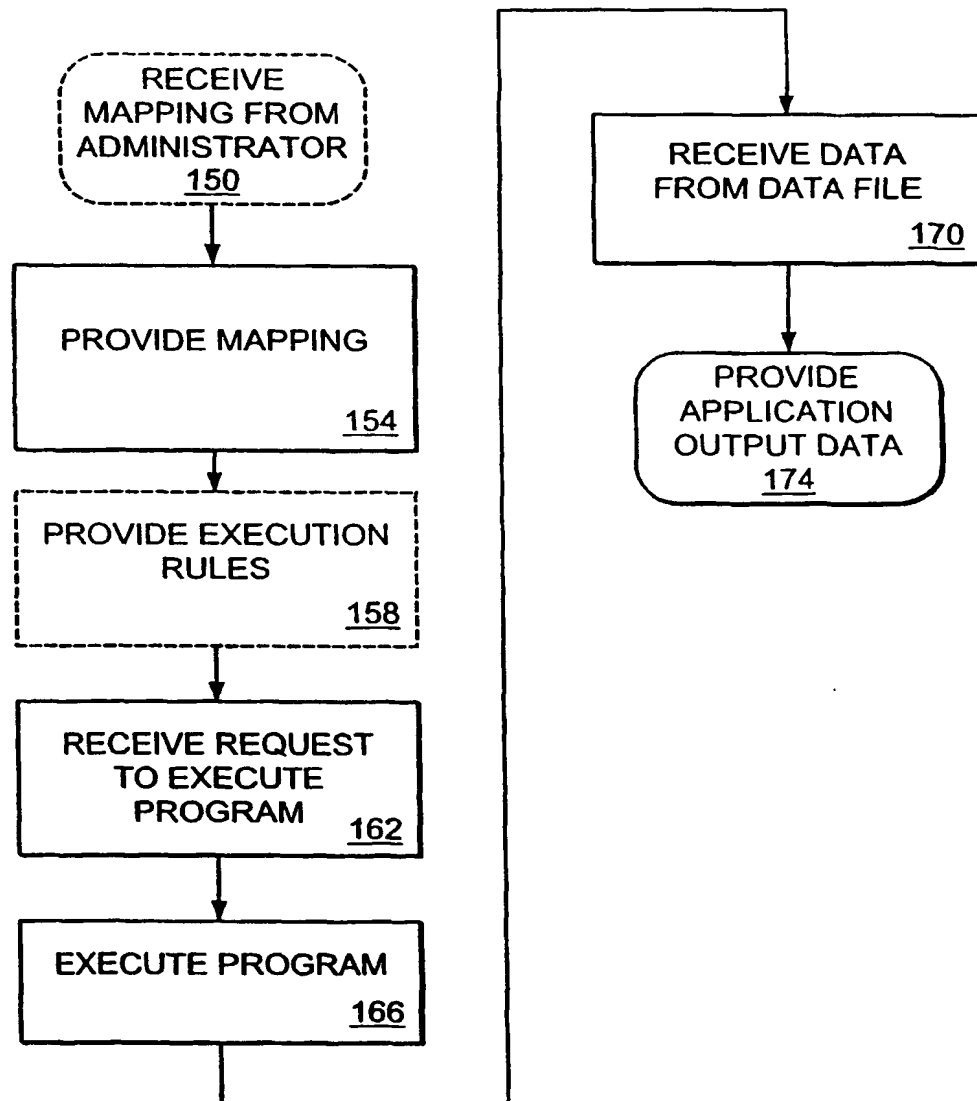 RECEIVE
MAPPING FROM
ADMINISTRATOR
150
PROVIDE MAPPING
154
PROVIDE EXECUTION
RULES
158
RECEIVE REQUEST
TO EXECUTE
PROGRAM
162
EXECUTE PROGRAM
166
RECEIVE DATA
FROM DATA FILE
170
PROVIDE
APPLICATION
OUTPUT DATA
174